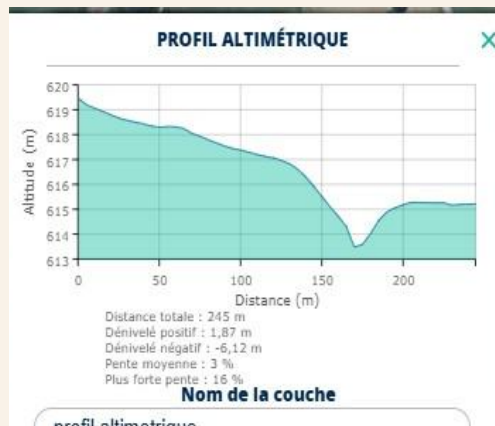 PROFIL ALTIMÉTRIQUE
620
619
618
617
616
615
614
613
Altitude (m)
0 50 100 150 200
Distance (m)
Distance totale : 245 m
Dénivelé positif : 1,87 m
Dénivelé négatif : -6,12 m
Pente moyenne : 3 %
Plus forte pente : 16 %
Nom de la couche
profil altimetrique